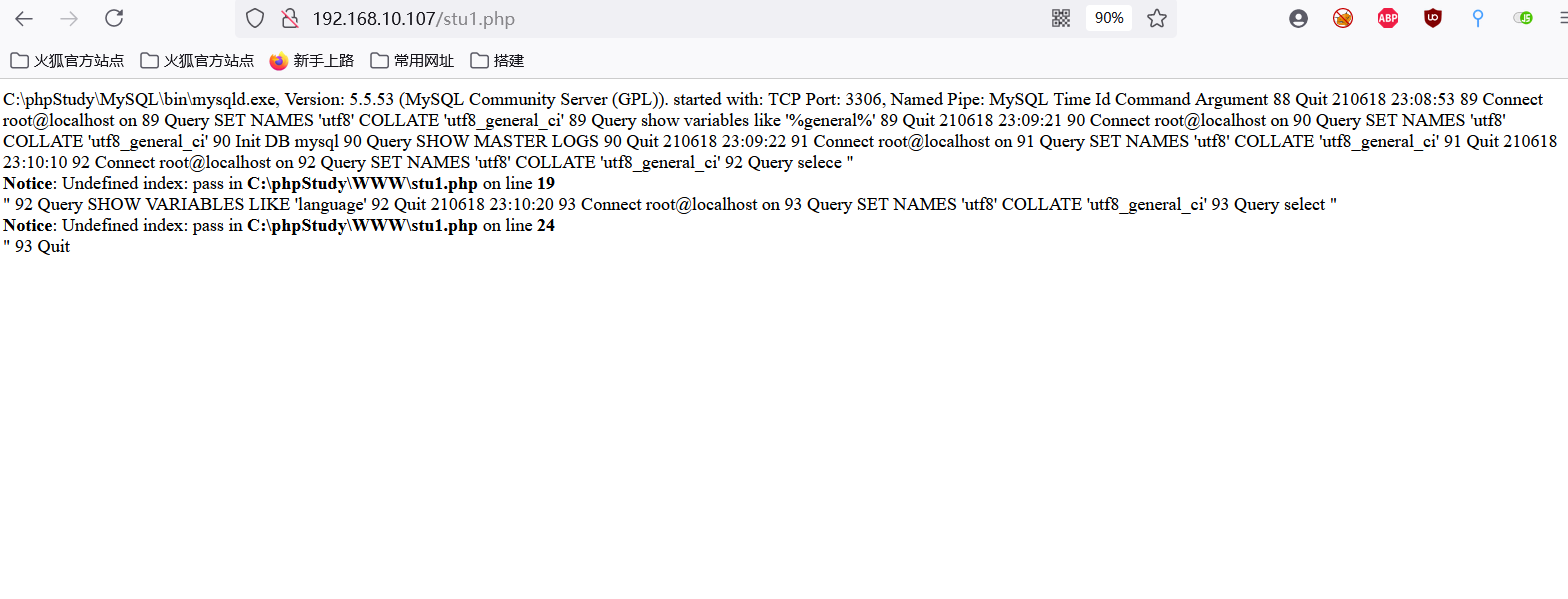 192.168.10.107/stu1.php
90%
ABP
火狐官方站点 火狐官方站点 新手上路 常用网址 搭建
C:\phpStudy\MySQL\bin\mysqld.exe, Version: 5.5.53 (MySQL Community Server (GPL)). started with: TCP Port: 3306, Named Pipe: MySQL Time Id Command Argument 88 Quit 210618 23:08:53 89 Connect
root@localhost on 89 Query SET NAMES 'utf8' COLLATE 'utf8_general_ci' 89 Query show variables like '%general%' 89 Quit 210618 23:09:21 90 Connect root@localhost on 90 Query SET NAMES 'utf8'
COLLATE 'utf8_general_ci' 90 Init DB mysql 90 Query SHOW MASTER LOGS 90 Quit 210618 23:09:22 91 Connect root@localhost on 91 Query SET NAMES 'utf8' COLLATE 'utf8_general_ci' 91 Quit 210618
23:10:10 92 Connect root@localhost on 92 Query SET NAMES 'utf8' COLLATE 'utf8_general_ci' 92 Query selece "
Notice: Undefined index: pass in C:\phpStudy\WWW\stu1.php on line 19
" 92 Query SHOW VARIABLES LIKE 'language' 92 Quit 210618 23:10:20 93 Connect root@localhost on 93 Query SET NAMES 'utf8' COLLATE 'utf8_general_ci' 93 Query select "
Notice: Undefined index: pass in C:\phpStudy\WWW\stu1.php on line 24
" 93 Quit